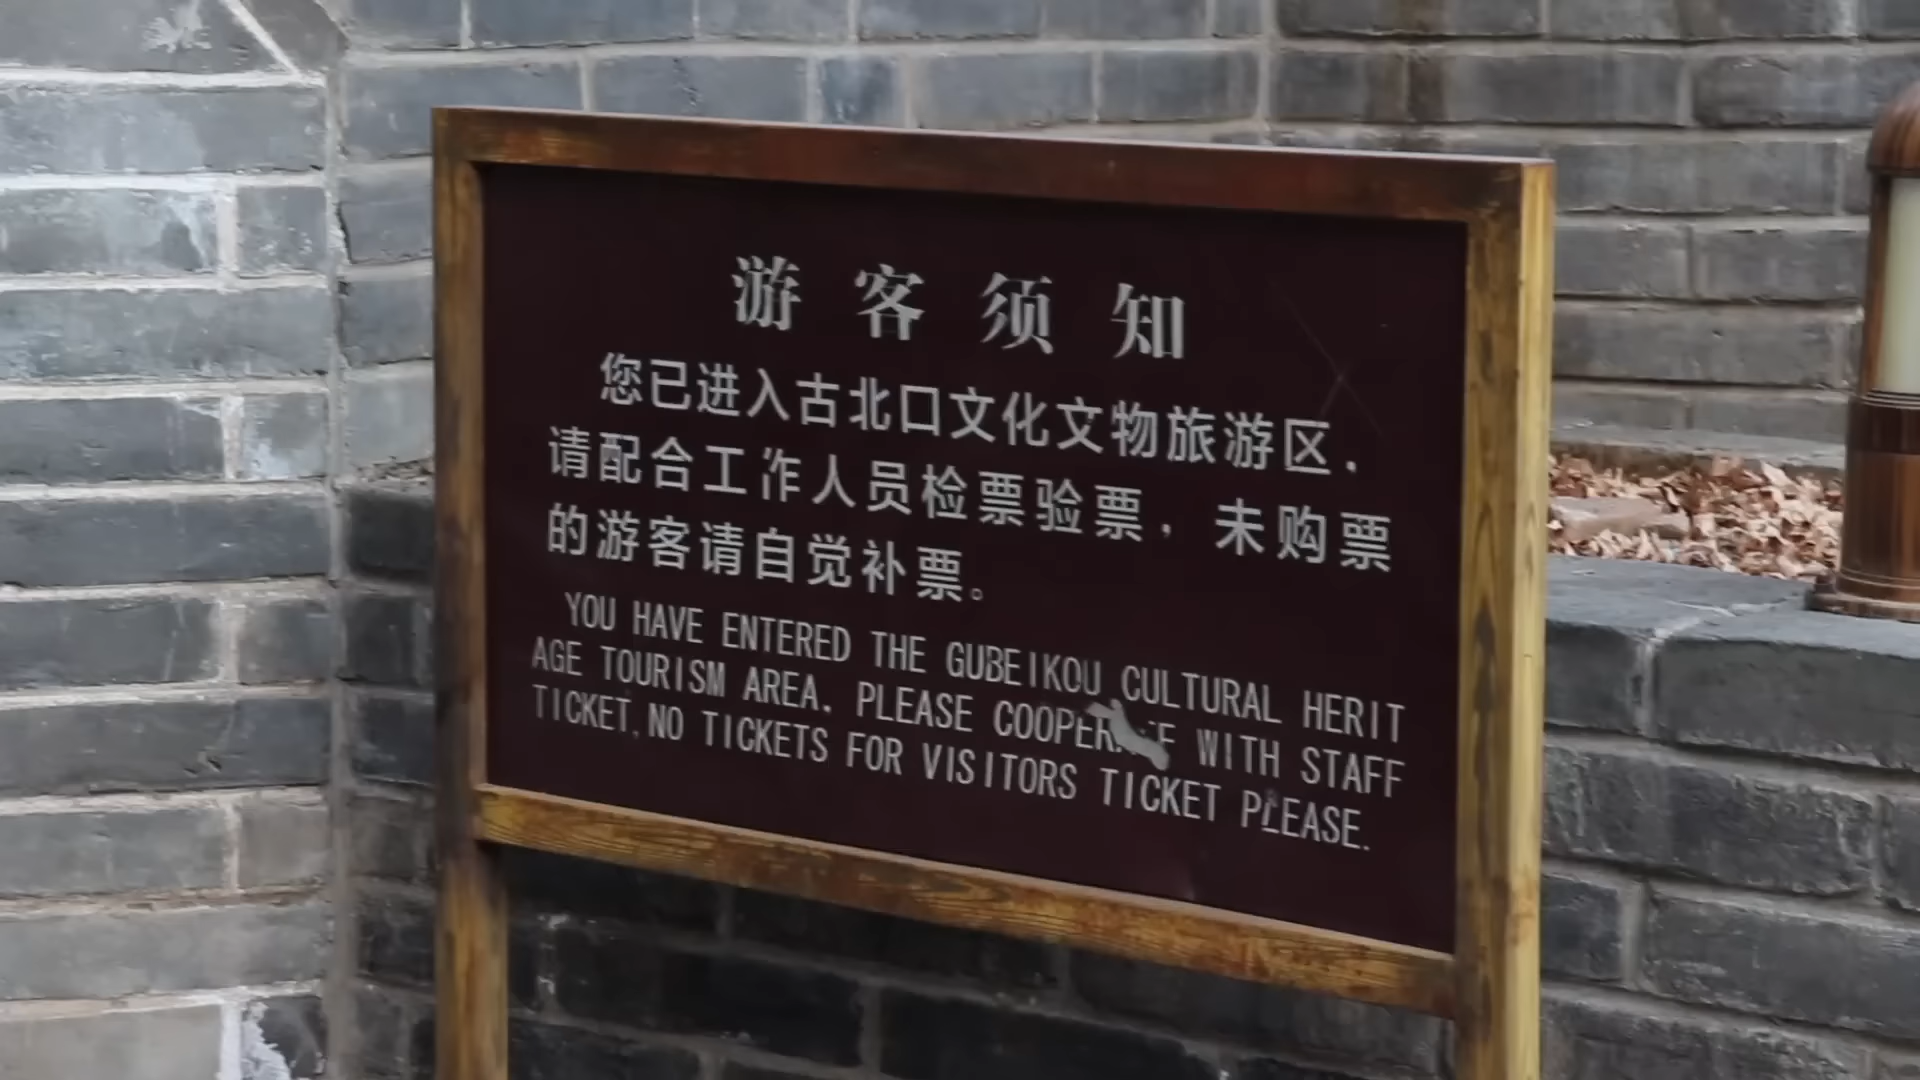 游客须知
您已进入古北口文化文物旅游区．
请配合工作人员检票验票，未购票
的游客请自觉补票。
YOU HAVE ENTERED THE GUBEIKOU CULTURAL HERIT
AGE TOURISM AREA. PLEASE WITH STAFF
TICKET,NO TICKETS FOR VISITORS TICKET PLEASE.